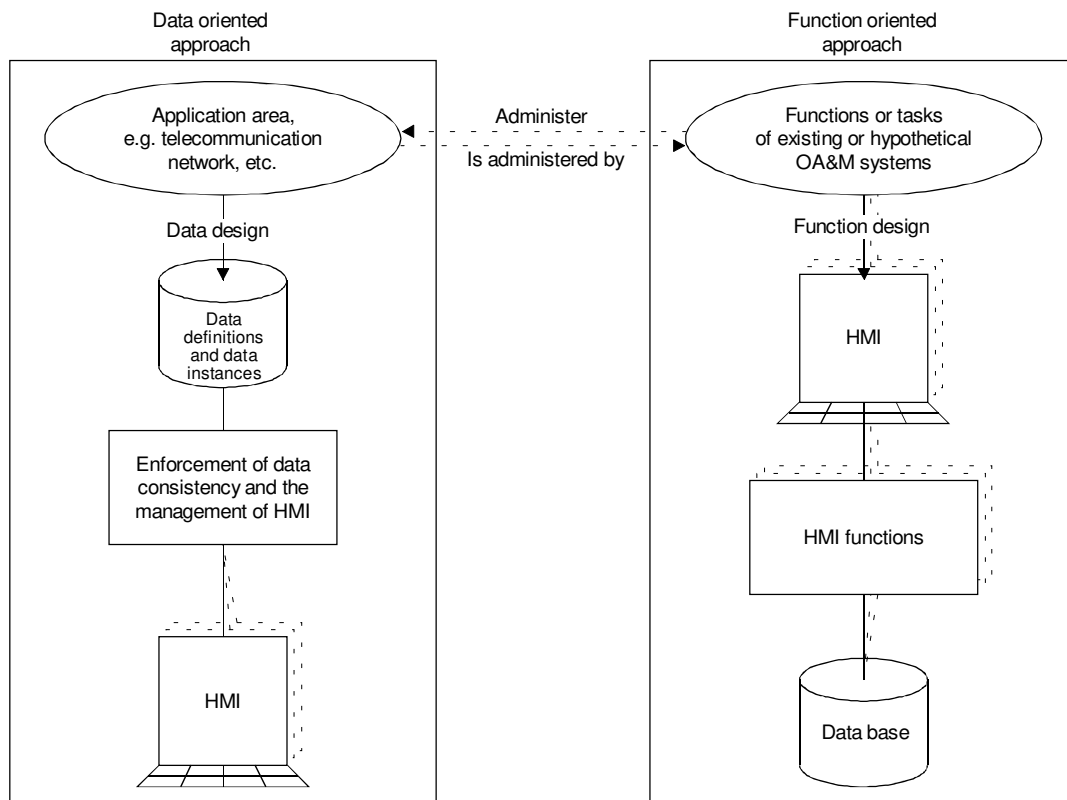 Data oriented
approach
Function oriented
approach
Application area,
e.g. telecommunication
network, etc.
Administer
Is administered by
Functions or tasks
of existing or hypothetical
OA&M systems
Data design
Function design
Data
definitions
and data
instances
HMI
Enforcement of data
consistency and the
management of HMI
HMI functions
HMI
Data base